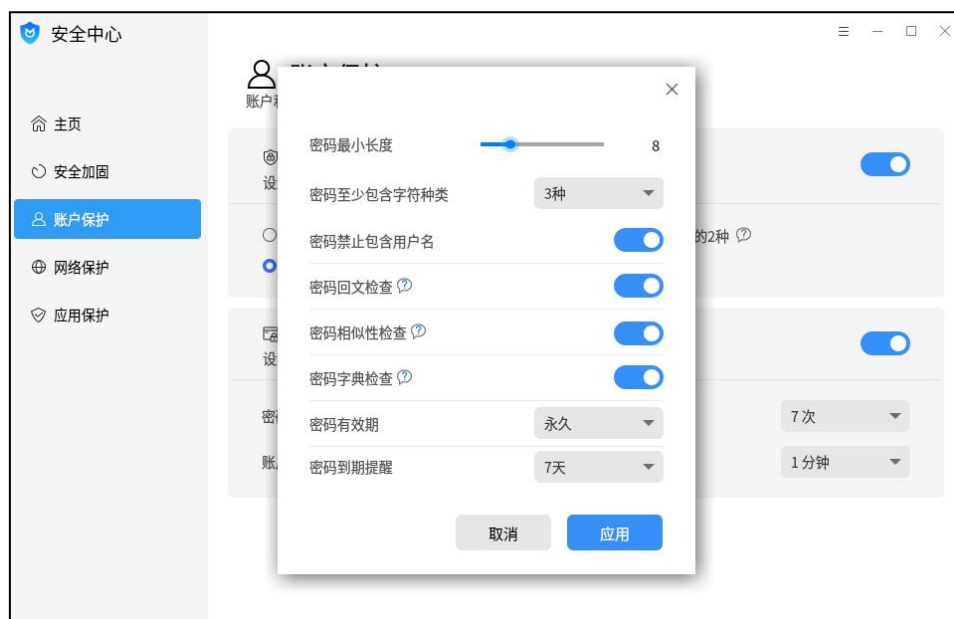 安全中心
主页
安全加固
账户保护
网络保护
应用保护
账户
设
的2种
设
7次
账
1分钟
密码最小长度 8
密码至少包含字符种类 3种
密码禁止包含用户名
密码回文检查
密码相似性检查
密码字典检查
密码有效期 永久
密码到期提醒 7天
取消 应用